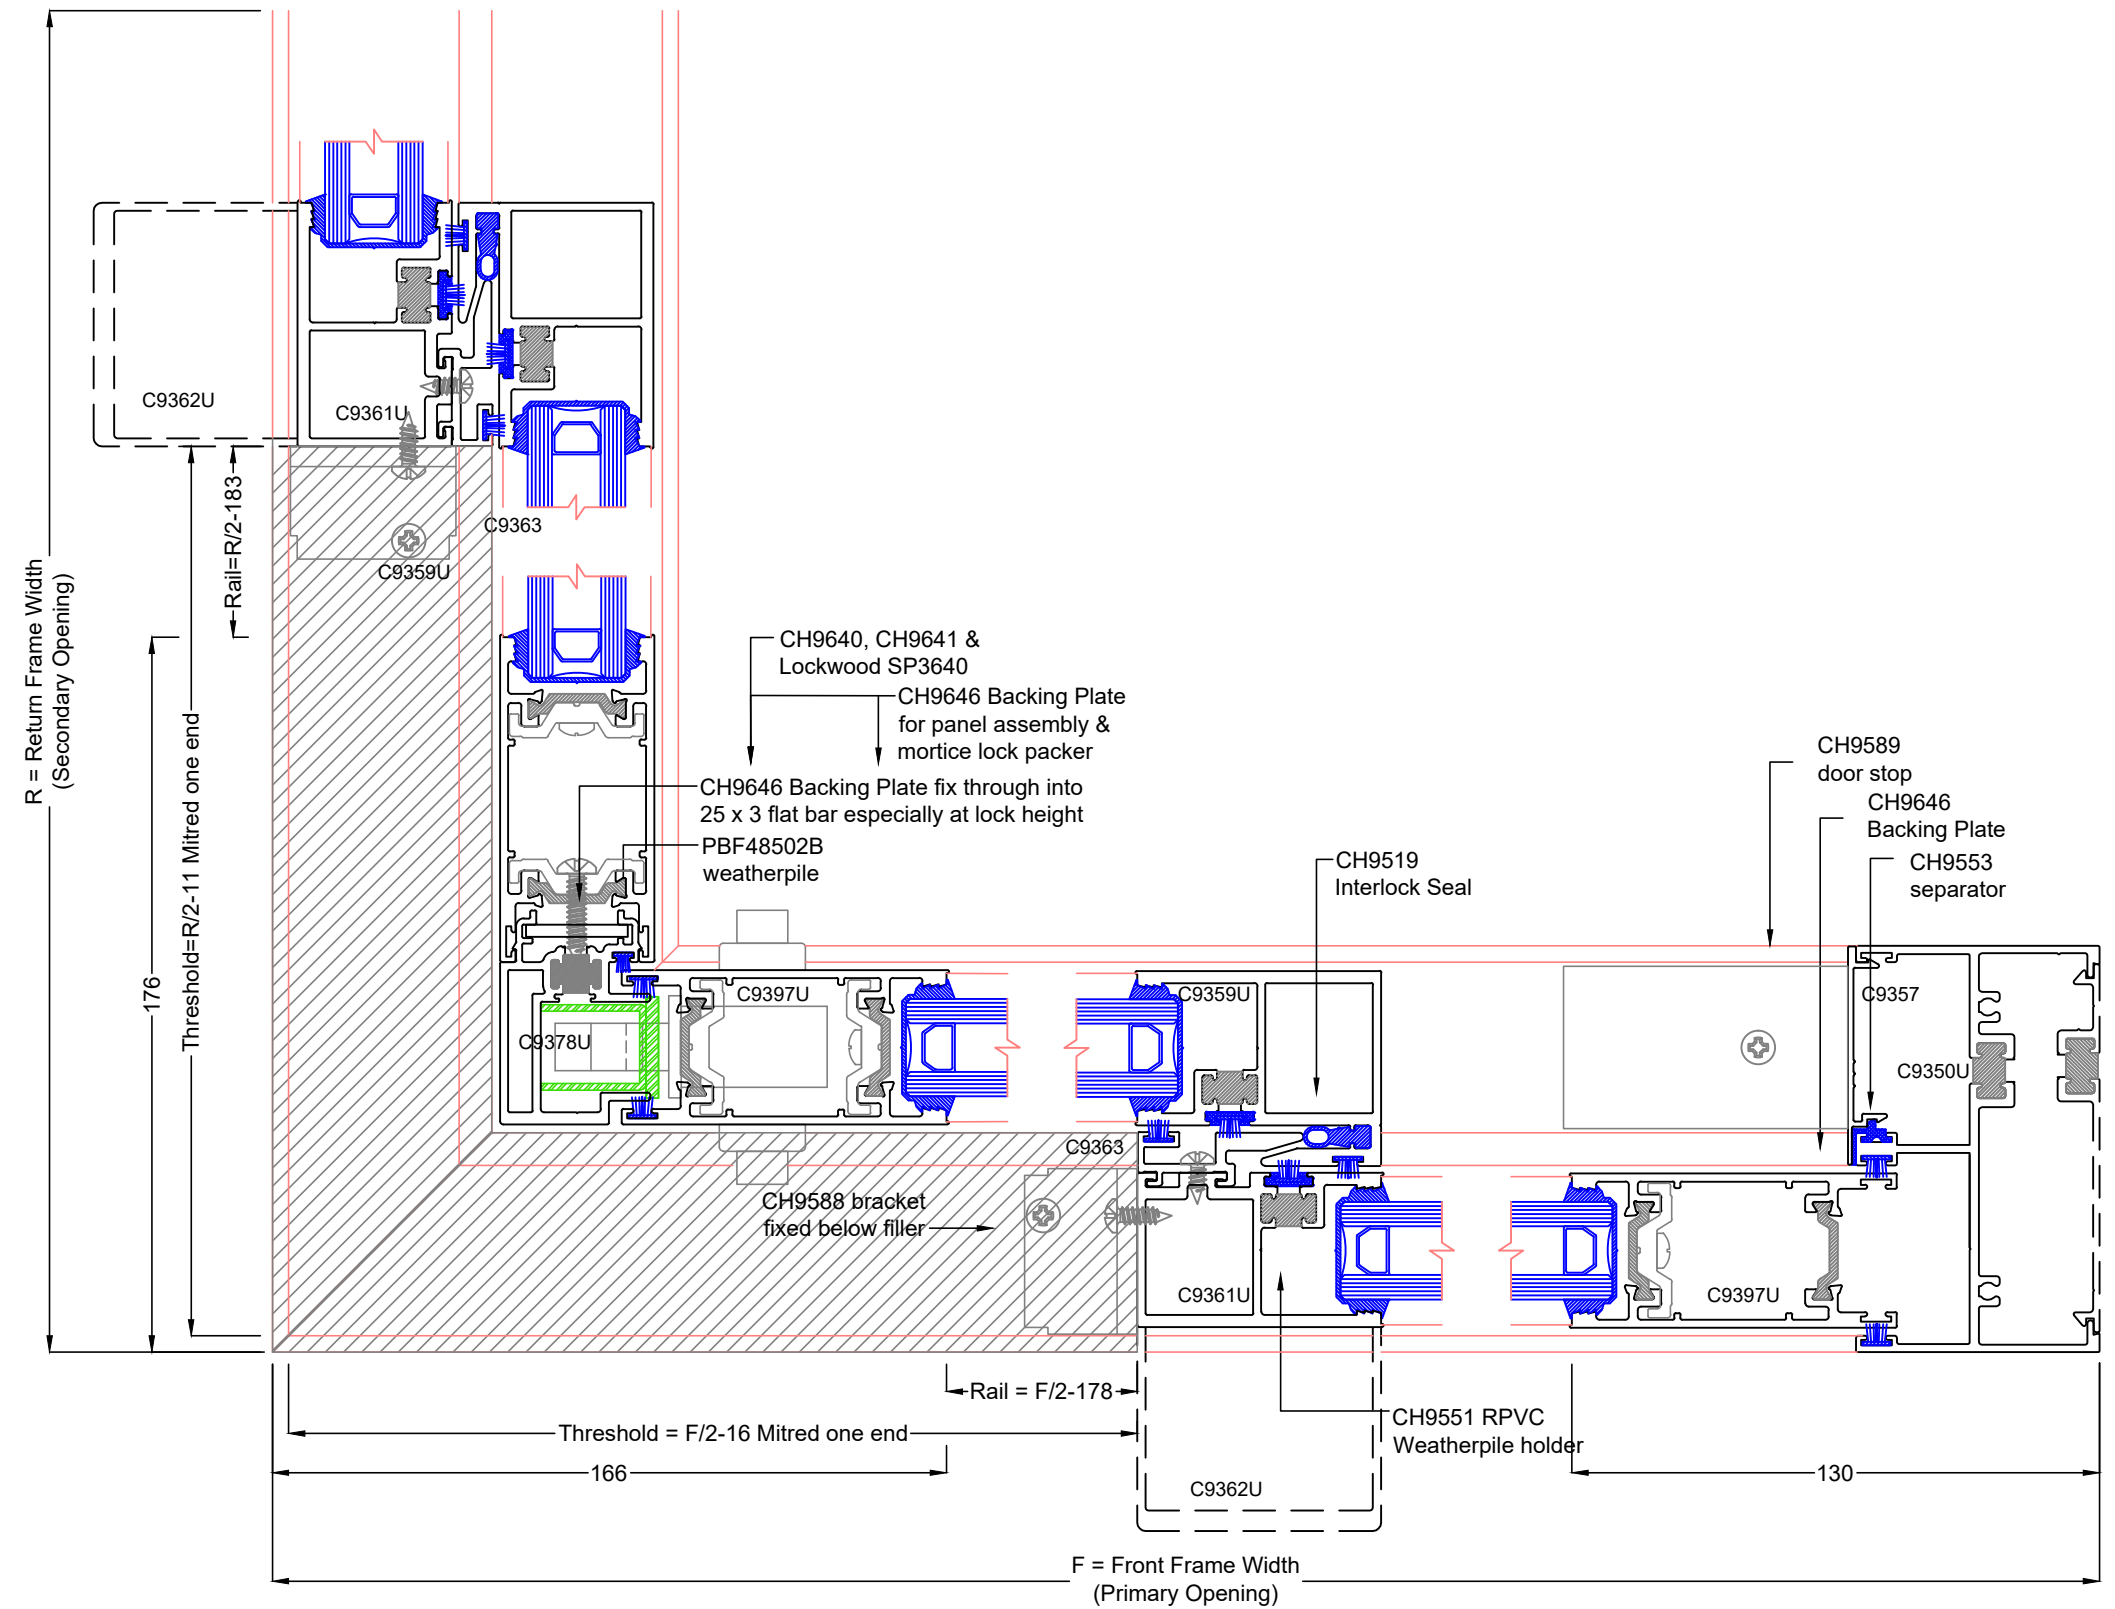 C9362U
C9361U
C9363
C9359U
Rail=R/2-183
R = Return Frame Width
(Secondary Opening)
Threshold=R/2-11 Mitred one end
176
CH9640, CH9641 &
Lockwood SP3640
CH9646 Backing Plate
for panel assembly &
mortice lock packer
CH9646 Backing Plate fix through into
25 x 3 flat bar especially at lock height
PBF48502B
weatherpile
CH9519
Interlock Seal
CH9589
door stop
CH9646
Backing Plate
CH9553
separator
C9397U
C9359U
C9357
C9378U
C9350U
C9363
CH9588 bracket
fixed below filler
C9361U
C9397U
Rail = F/2-178
CH9551 RPVC
Weatherpile holder
Threshold = F/2-16 Mitred one end
166
130
C9362U
F = Front Frame Width
(Primary Opening)